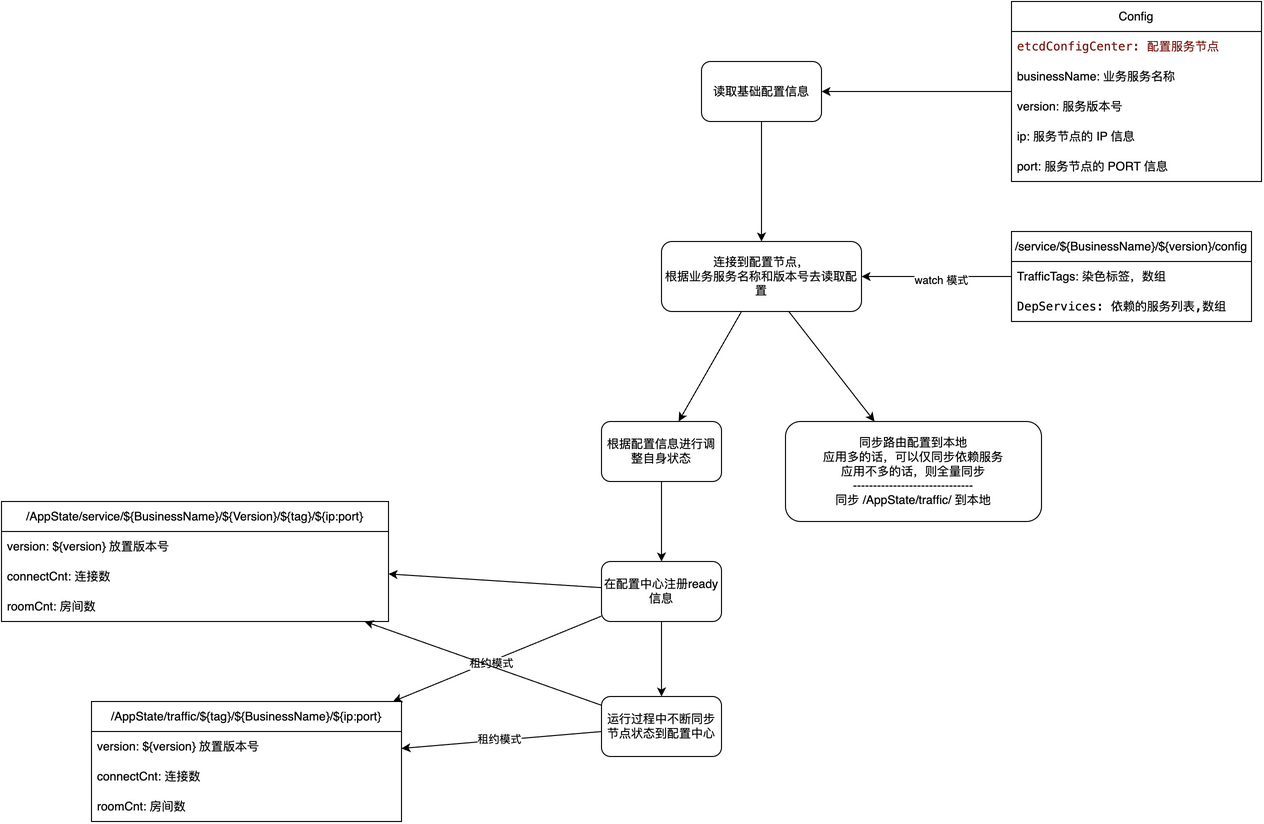 Config
etcdConfigCenter: 配置服务节点
businessName: 业务服务名称
version: 服务版本号
ip: 服务节点的 IP 信息
port: 服务节点的 PORT 信息
读取基础配置信息
连接到配置节点,
根据业务服务名称和版本号去读取配
置
watch 模式
/service/${BusinessName}/${version}/config
TrafficTags: 染色标签，数组
DepServices: 依赖的服务列表,数组
根据配置信息进行调
整自身状态
同步路由配置到本地
应用多的话，可以仅同步依赖服务
应用不多的话，则全量同步
------------------------------
同步 /AppState/traffic/ 到本地
/AppState/service/${BusinessName}/${Version}/${tag}/${ip:port}
version: ${version} 放置版本号
connectCnt: 连接数
roomCnt: 房间数
在配置中心注册ready
信息
租约模式
/AppState/traffic/${tag}/${BusinessName}/${ip:port}
version: ${version} 放置版本号
connectCnt: 连接数
roomCnt: 房间数
租约模式
运行过程中不断同步
节点状态到配置中心